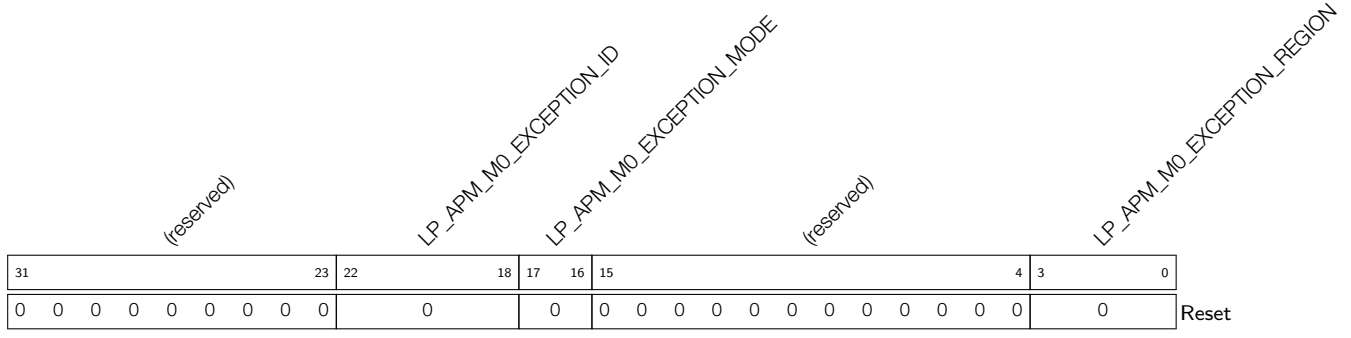 (reserved)
LP_APM_M0_EXCEPTION_ID
LP_APM_M0_EXCEPTION_MODE
(reserved)
LP_APM_M0_EXCEPTION_REGION
31 23 22 18 17 16 15 4 3 0
0 0 0 0 0 0 0 0 0 0 0 0 0 0 0 0 0 0 0 0 0 0 0 0 Reset